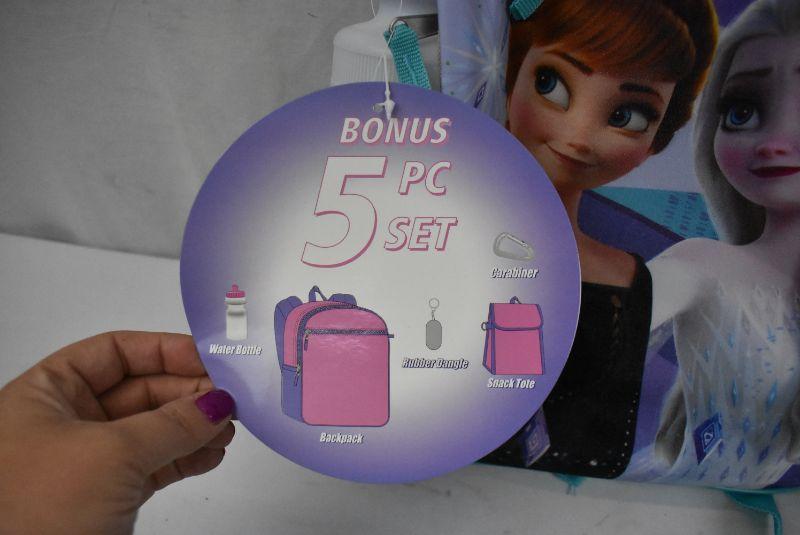 BONUS
5 PC
SET
Carabiner
Water Bottle
Rubber Dangle
Snack Tote
Backpack